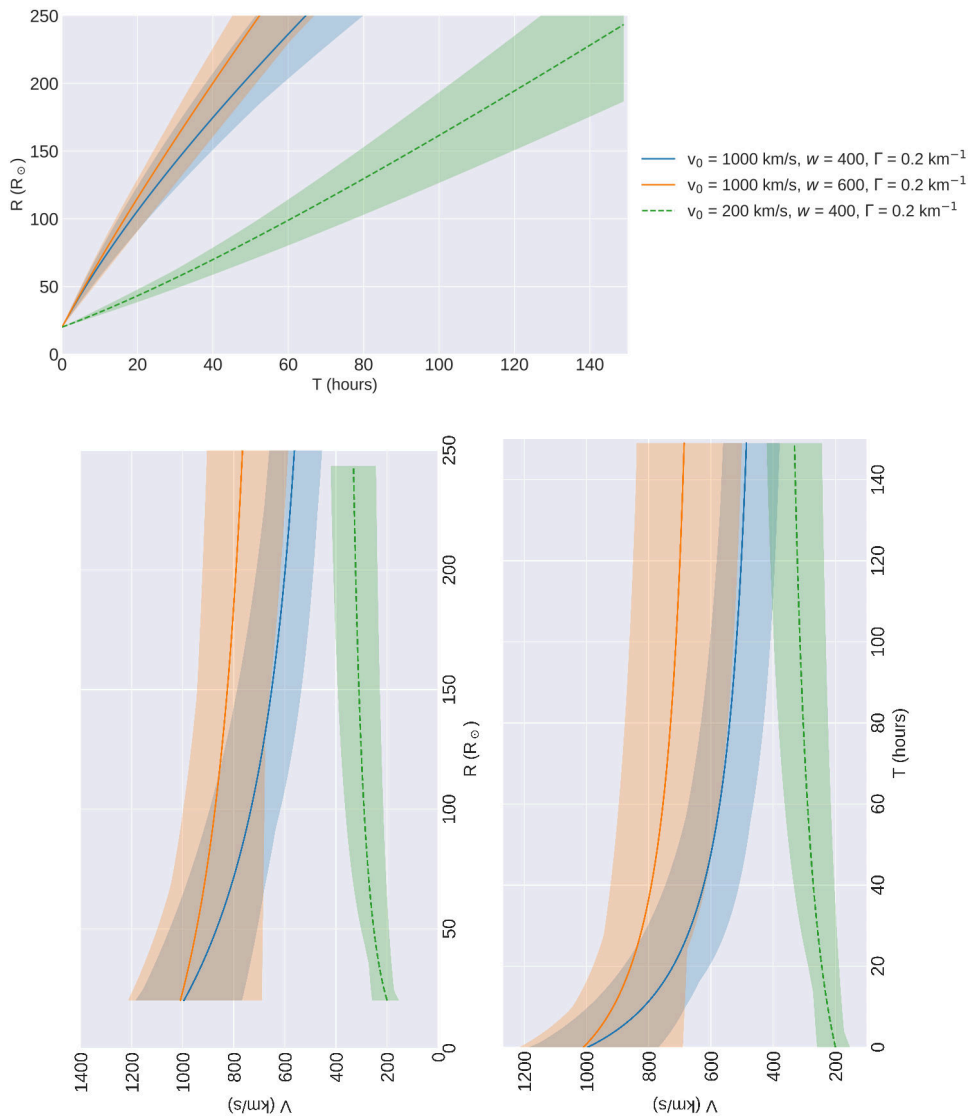 250
200
150
100
50
0
R (R⊙)
0 20 40 60 80 100 120 140
T (hours)
v₀ = 1000 km/s, w = 400, Γ = 0.2 km⁻¹
v₀ = 1000 km/s, w = 600, Γ = 0.2 km⁻¹
v₀ = 200 km/s, w = 400, Γ = 0.2 km⁻¹
0 50 100 150 200 250
R (R⊙)
1400 1200 1000 800 600 400 200 0
V (km/s)
0 20 40 60 80 100 120 140
T (hours)
1200 1000 800 600 400 200
V (km/s)